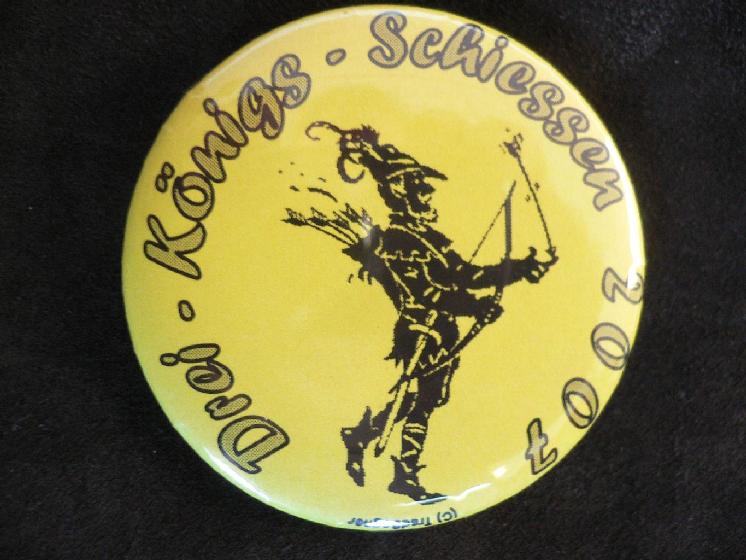 Drei - Königs - Schiessen 2007
(C)